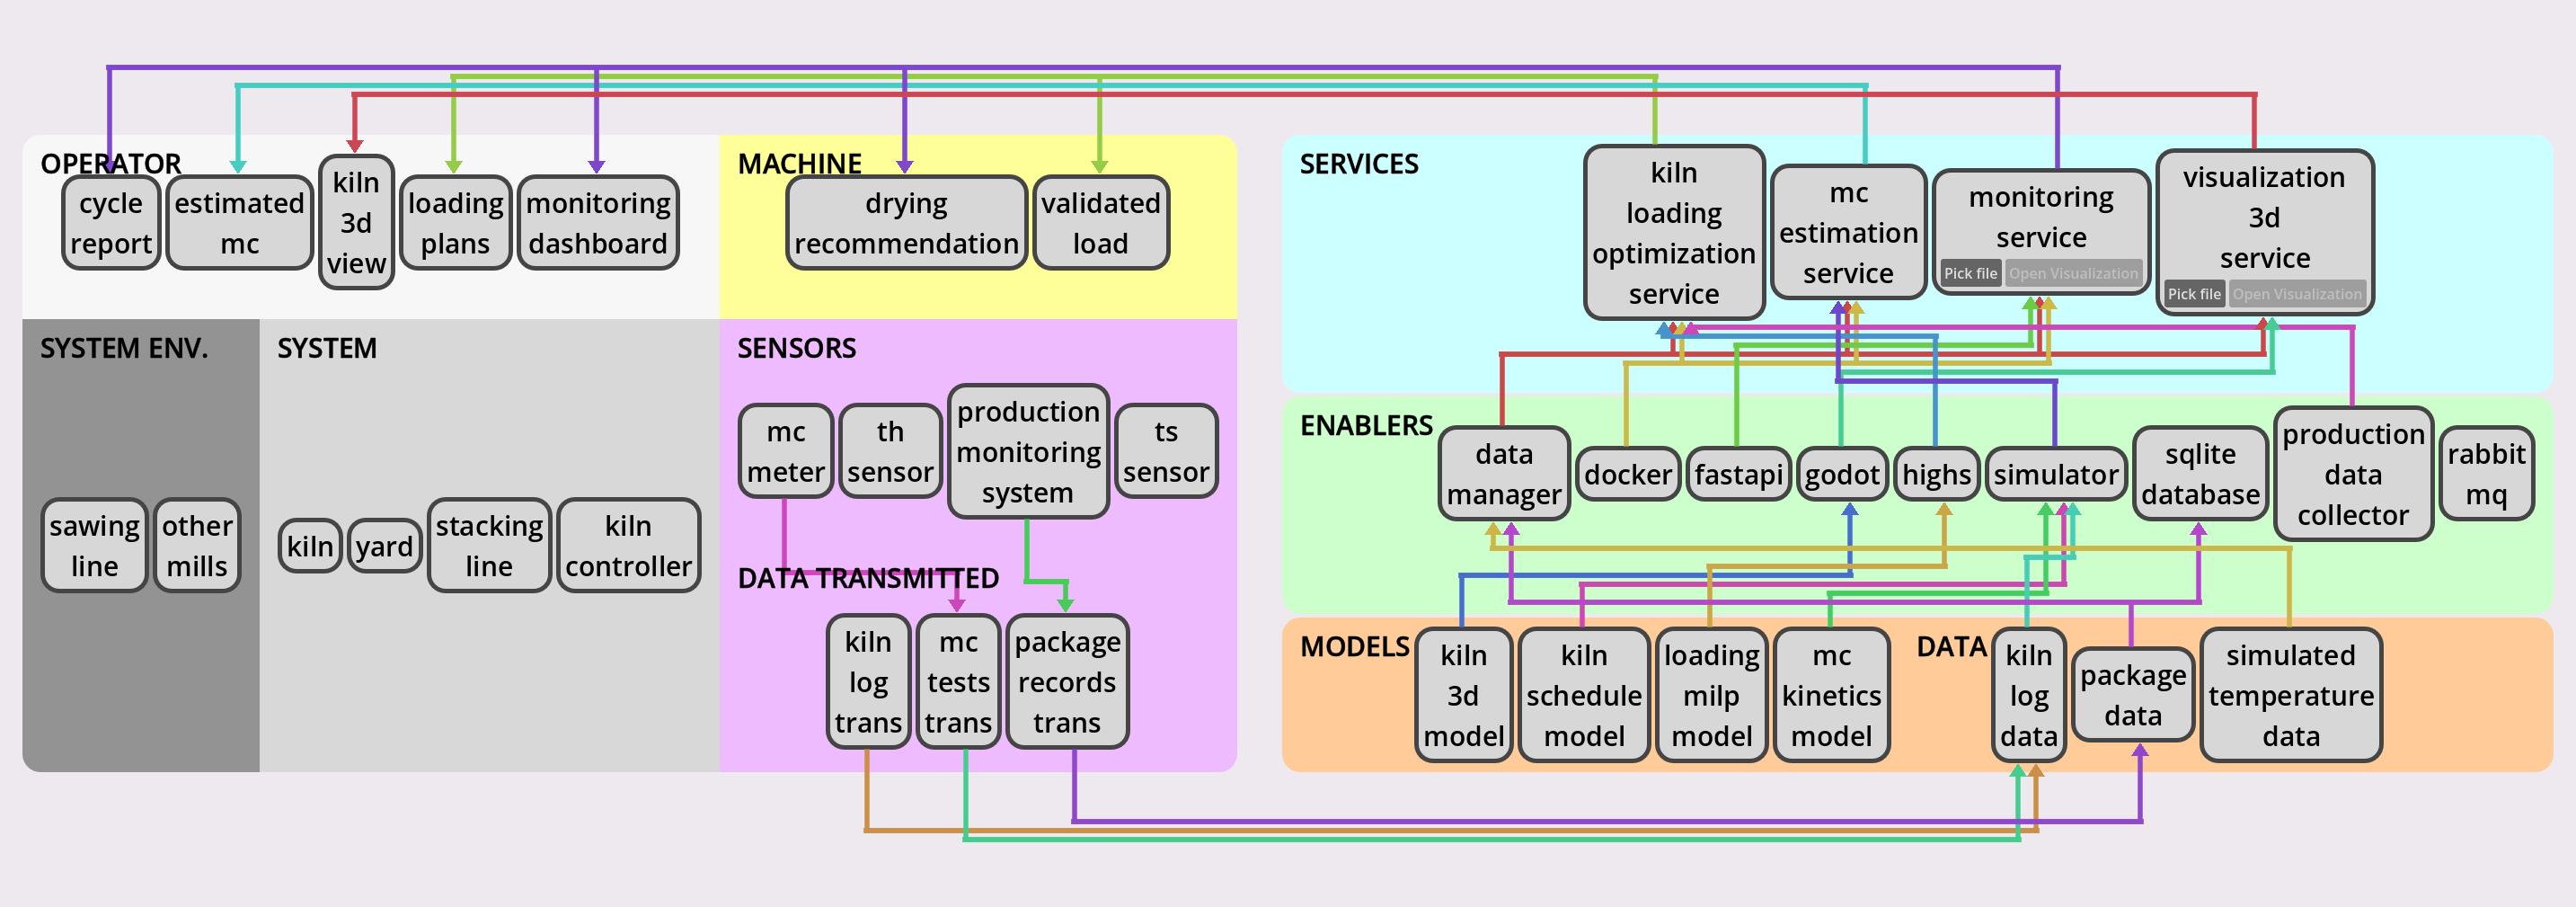 OPERATOR
cycle
report
estimated
mc
kiln
3d
view
loading
plans
monitoring
dashboard
MACHINE
drying
recommendation
validated
load
SYSTEM ENV.
sawing
line
other
mills
SYSTEM
kiln
yard
stacking
line
kiln
controller
SENSORS
mc
meter
th
sensor
production
monitoring
system
ts
sensor
DATA TRANSMITTED
kiln
log
trans
mc
tests
trans
package
records
trans
SERVICES
kiln
loading
optimization
service
mc
estimation
service
monitoring
service
Pick file
Open Visualization
visualization
3d
service
Pick file
Open Visualization
ENABLERS
data
manager
docker
fastapi
godot
highs
simulator
sqlite
database
production
data
collector
rabbit
mq
MODELS
kiln
3d
model
kiln
schedule
model
loading
milp
model
mc
kinetics
model
DATA
kiln
log
data
package
data
simulated
temperature
data